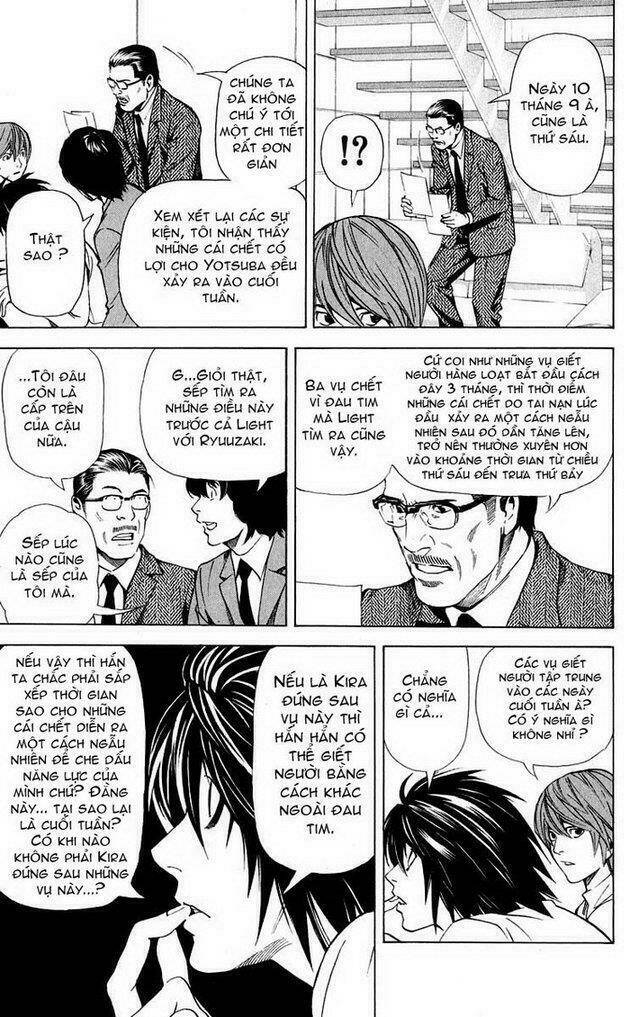 NGÀY 10
THÁNG 9 À,
CŨNG LÀ
THỨ SÁU.
!?
CHÚNG TA
ĐÃ KHÔNG
CHÚ Ý TỚI
MỘT CHI TIẾT
RẤT ĐƠN
GIẢN
XEM XÉT LẠI CÁC SỰ
KIỆN, TÔI NHẬN THẤY
NHỮNG CÁI CHẾT CÓ
LỢI CHO YOTSUBA ĐỀU
XẢY RA VÀO CUỐI
TUẦN.
THẬT
SAO ?
CỨ COI NHƯ NHỮNG VỤ GIẾT
NGƯỜI HÀNG LOẠT BẮT ĐẦU CÁCH
ĐÂY 3 THÁNG, THÌ THỜI ĐIỂM
NHỮNG CÁI CHẾT DO TAI NẠN LÚC
ĐẦU XẢY RA MỘT CÁCH NGẪU
NHIÊN SAU ĐÓ DẦN TĂNG LÊN,
TRỞ NÊN THƯỜNG XUYÊN HƠN
VÀO KHOẢNG THỜI GIAN TỪ CHIỀU
THỨ SÁU ĐẾN TRƯA THỨ BẢY
BA VỤ CHẾT
VÌ ĐAU TIM
MÀ LIGHT
TÌM RA CŨNG
VẬY.
G...GIỎI THẬT,
SẾP TÌM RA
NHỮNG ĐIỀU NÀY
TRƯỚC CẢ LIGHT
VỚI RYUUZAKI.
...TÔI ĐÂU
CÒN LÀ
CẤP TRÊN
CỦA CẬU
NỮA.
SẾP LÚC
NÀO CŨNG
LÀ SẾP CỦA
TÔI MÀ.
CÁC VỤ GIẾT
NGƯỜI TẬP TRUNG
VÀO CÁC NGÀY
CUỐI TUẦN À ?
CÓ Ý NGHĨA GÌ
KHÔNG NHỈ ?
CHẲNG
CÓ NGHĨA
GÌ CẢ...
NẾU LÀ KIRA
ĐỨNG SAU
VỤ NÀY THÌ
HẮN HẲN CÓ
THỂ GIẾT
NGƯỜI BẰNG
CÁCH KHÁC
NGOÀI ĐAU
TIM.
NẾU VẬY THÌ HẮN
TA CHẮC PHẢI SẮP
XẾP THỜI GIAN
SAO CHO NHỮNG
CÁI CHẾT DIỄN RA
MỘT CÁCH NGẪU
NHIÊN ĐỂ CHE DẤU
NĂNG LỰC CỦA
MÌNH CHỨ? ĐẰNG
NÀY... TẠI SAO LẠI
LÀ CUỐI TUẦN?
CÓ KHI NÀO
KHÔNG PHẢI KIRA
ĐỨNG SAU NHỮNG
VỤ NÀY...?